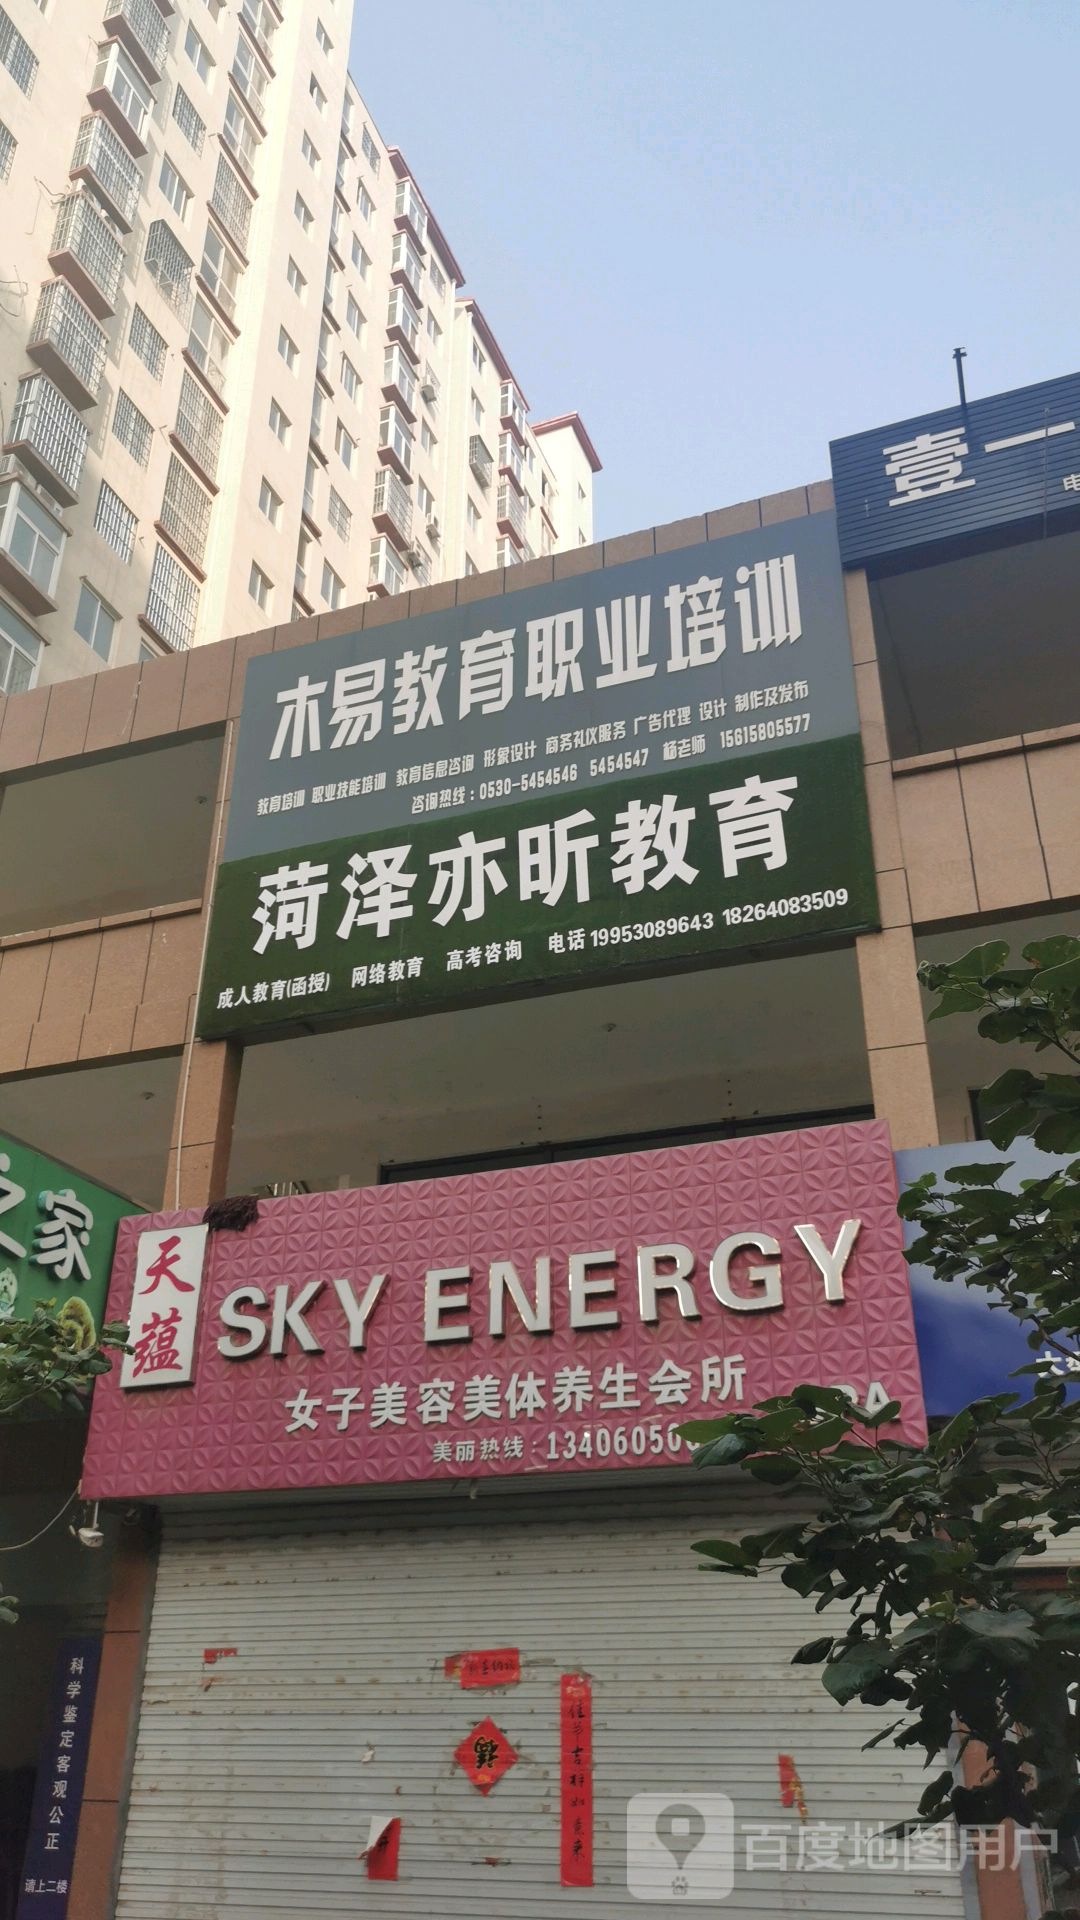 壹一
电
木易教育职业培训
教育培训 职业技能培训 教育信息咨询 形象设计 商务礼仪服务 广告代理 设计 制作及发布
咨询热线：0530-5454546 5454547 杨老师 15615805577
菏泽亦昕教育
成人教育(函授) 网络教育 高考咨询 电话 19953089643 18264083509
之家
天蕴
SKY ENERGY
女子美容美体养生会所
SPA
美丽热线：134060506
科学鉴定客观公正
请上二楼
百度地图用户